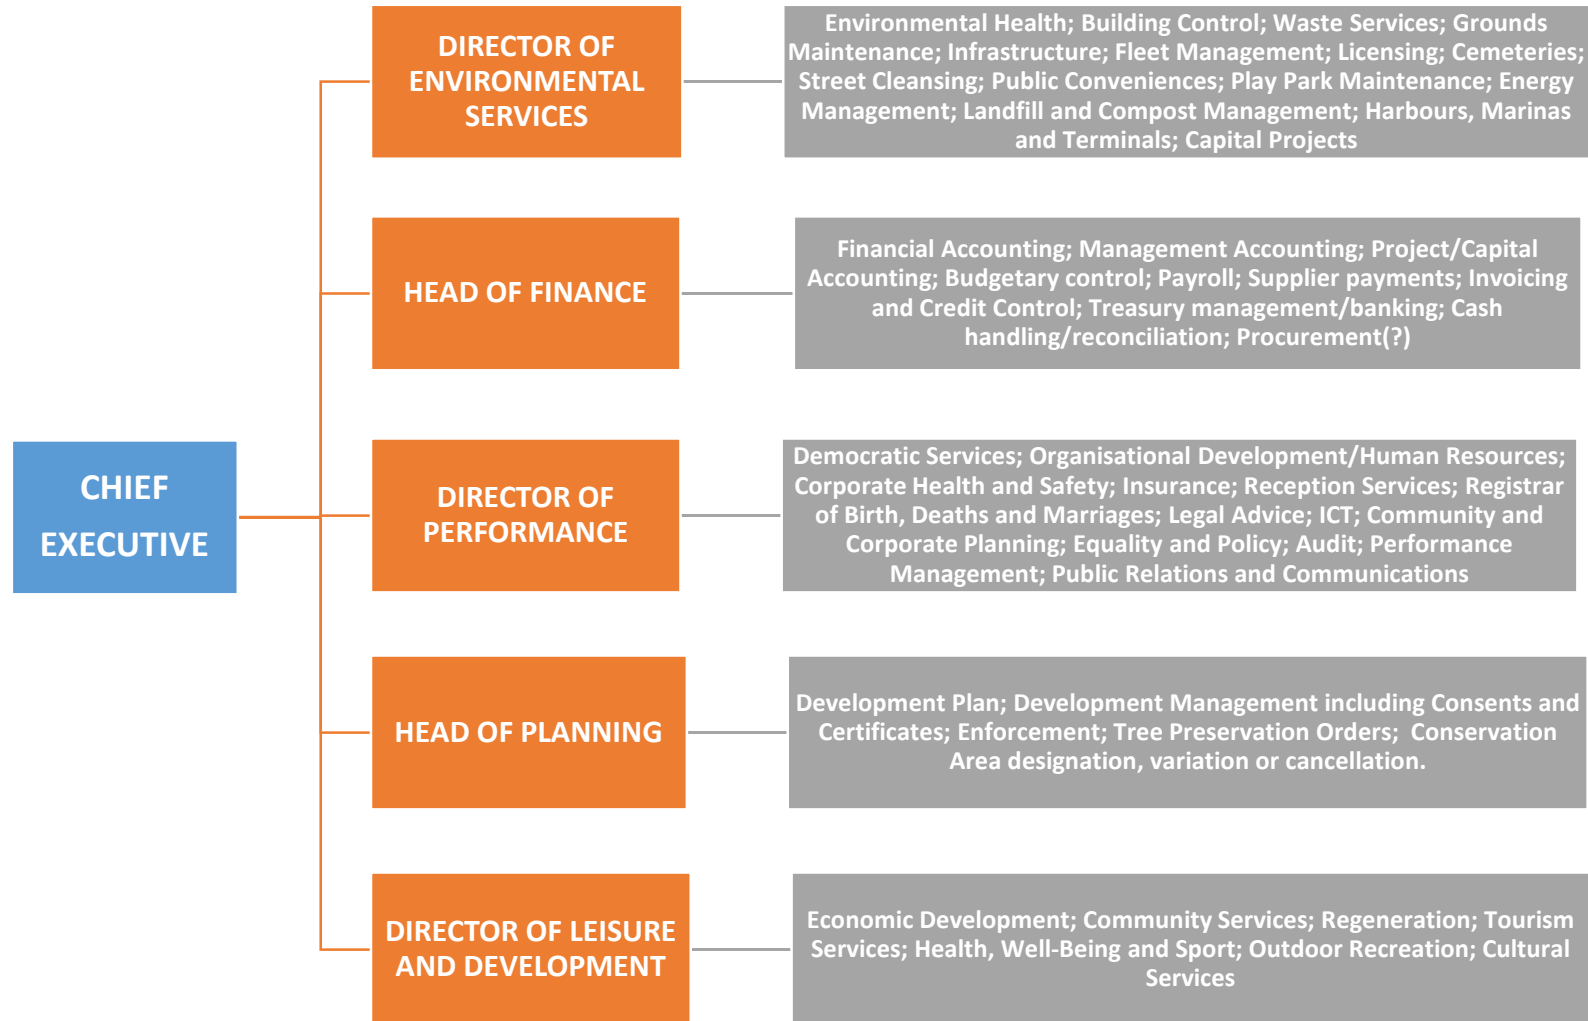 DIRECTOR OF
ENVIRONMENTAL
SERVICES
Environmental Health; Building Control; Waste Services; Grounds
Maintenance; Infrastructure; Fleet Management; Licensing; Cemeteries;
Street Cleansing; Public Conveniences; Play Park Maintenance; Energy
Management; Landfill and Compost Management; Harbours, Marinas
and Terminals; Capital Projects
HEAD OF FINANCE
Financial Accounting; Management Accounting; Project/Capital
Accounting; Budgetary control; Payroll; Supplier payments; Invoicing
and Credit Control; Treasury management/banking; Cash
handling/reconciliation; Procurement(?)
CHIEF
EXECUTIVE
DIRECTOR OF
PERFORMANCE
Democratic Services; Organisational Development/Human Resources;
Corporate Health and Safety; Insurance; Reception Services; Registrar
of Birth, Deaths and Marriages; Legal Advice; ICT; Community and
Corporate Planning; Equality and Policy; Audit; Performance
Management; Public Relations and Communications
HEAD OF PLANNING
Development Plan; Development Management including Consents and
Certificates; Enforcement; Tree Preservation Orders;  Conservation
Area designation, variation or cancellation.
DIRECTOR OF LEISURE
AND DEVELOPMENT
Economic Development; Community Services; Regeneration; Tourism
Services; Health, Well-Being and Sport; Outdoor Recreation; Cultural
Services